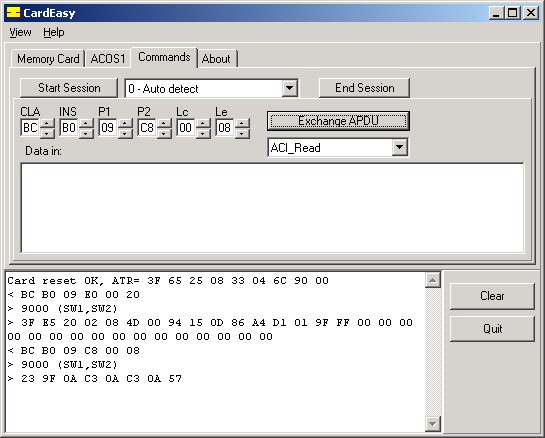 CardEasy
View Help
Memory Card ACOS1 Commands About
Start Session 0 - Auto detect End Session
CLA INS P1 P2 Lc Le
BC B0 09 C8 00 08 Exchange APDU
ACI_Read
Data in:
Card reset OK, ATR= 3F 65 25 08 33 04 6C 90 00
< BC B0 09 E0 00 20
> 9000 (SW1,SW2)
> 3F E5 20 02 08 4D 00 94 15 0D 86 A4 D1 01 9F FF 00 00 00
00 00 00 00 00 00 00 00 00 00 00 00 00 00
< BC B0 09 C8 00 08
> 9000 (SW1,SW2)
> 23 9F 0A C3 0A C3 0A 57
Clear
Quit